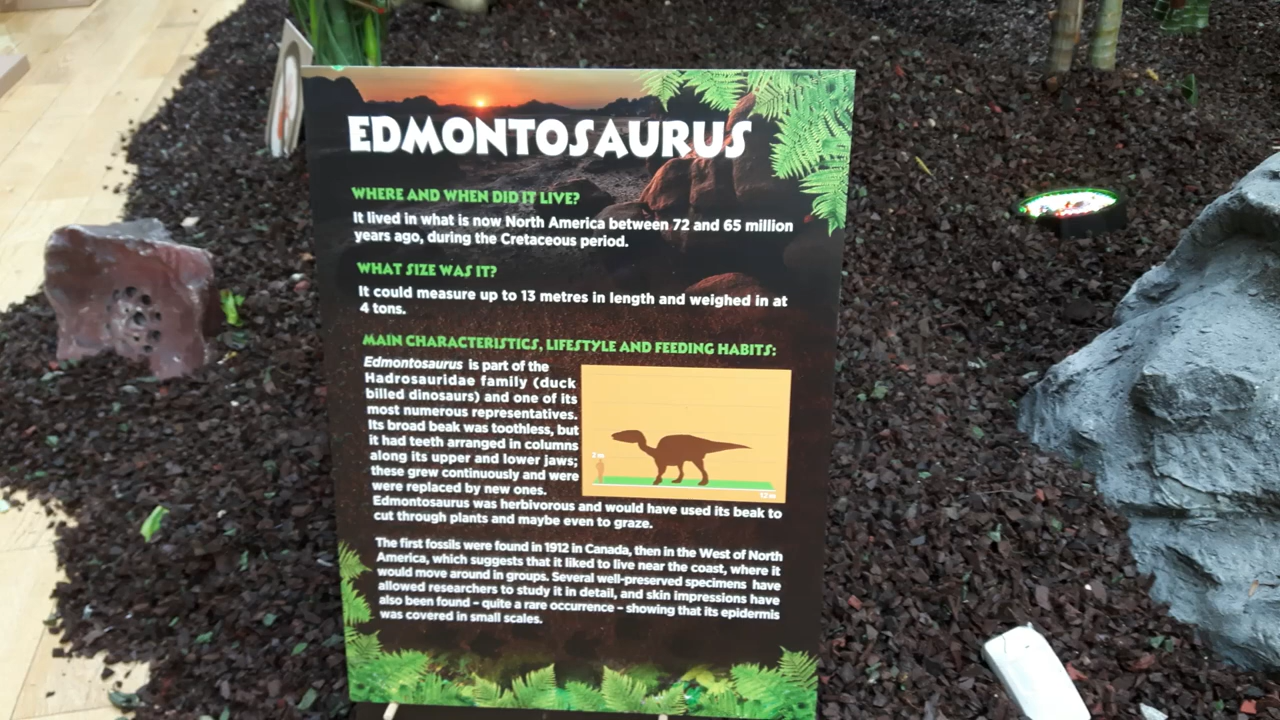 EDMONTOSAURUS
WHERE AND WHEN DID IT LIVE?
It lived in what is now North America between 72 and 65 million
years ago, during the Cretaceous period.
WHAT SIZE WAS IT?
It could measure up to 13 metres in length and weighed in at
4 tons.
MAIN CHARACTERISTICS, LIFESTYLE AND FEEDING HABITS:
Edmontosaurus is part of the
Hadrosauridae family (duck
billed dinosaurs) and one of its
most numerous representatives.
Its broad beak was toothless, but
it had teeth arranged in columns
along its upper and lower jaws;
these grew continuously and were
were replaced by new ones.
2 m
12 m
Edmontosaurus was herbivorous and would have used its beak to
cut through plants and maybe even to graze.
The first fossils were found in 1912 in Canada, then in the West of North
America, which suggests that it liked to live near the coast, where it
would move around in groups. Several well-preserved specimens have
allowed researchers to study it in detail, and skin impressions have
also been found – quite a rare occurrence – showing that its epidermis
was covered in small scales.